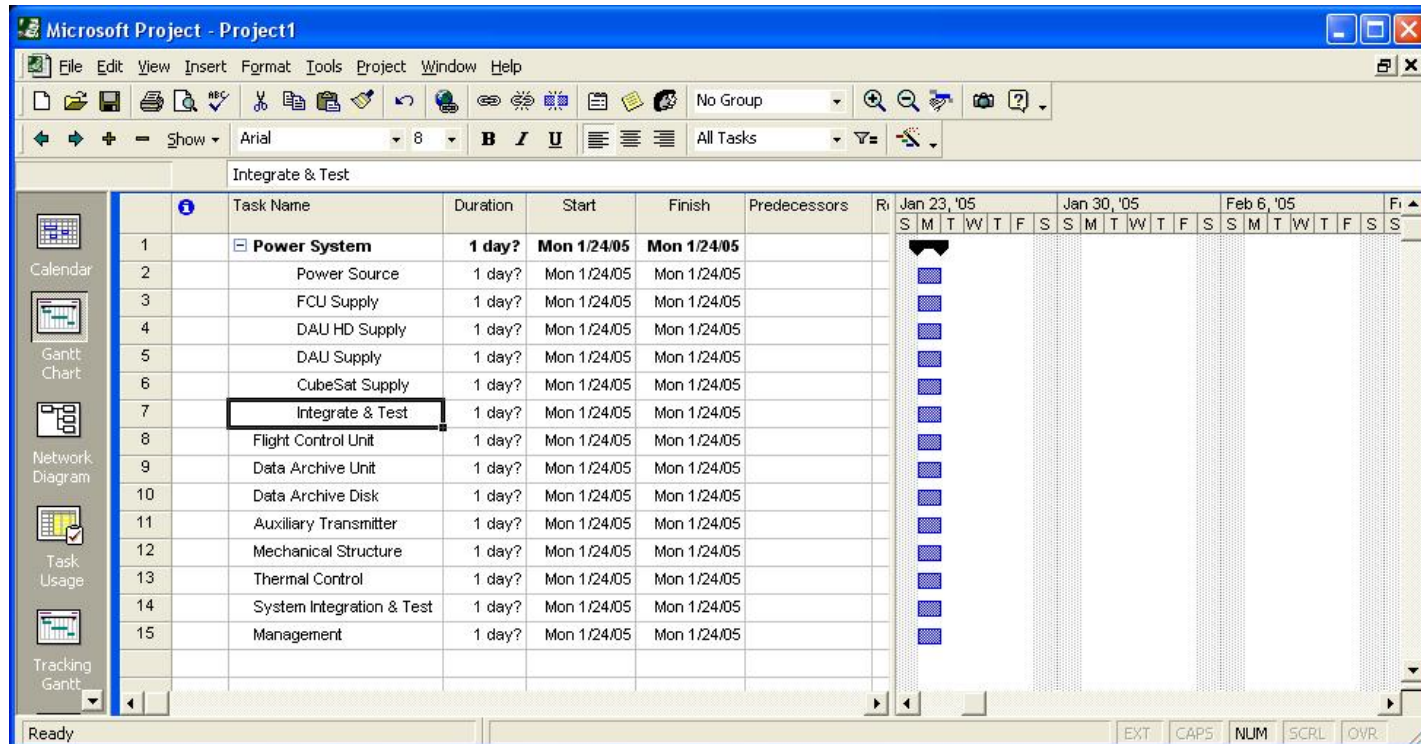 Microsoft Project - Project1
File Edit View Insert Format Tools Project Window Help
ABC No Group
Show Arial 8 B I U All Tasks
Integrate & Test
Task Name Duration Start Finish Predecessors Jan 23, '05 Jan 30, '05 Feb 6, '05
S M T W T F S S M T W T F S S M T W T F S S
1 Power System 1 day? Mon 1/24/05 Mon 1/24/05
2 Power Source 1 day? Mon 1/24/05 Mon 1/24/05
3 FCU Supply 1 day? Mon 1/24/05 Mon 1/24/05
4 DAU HD Supply 1 day? Mon 1/24/05 Mon 1/24/05
5 DAU Supply 1 day? Mon 1/24/05 Mon 1/24/05
6 CubeSat Supply 1 day? Mon 1/24/05 Mon 1/24/05
7 Integrate & Test 1 day? Mon 1/24/05 Mon 1/24/05
8 Flight Control Unit 1 day? Mon 1/24/05 Mon 1/24/05
9 Data Archive Unit 1 day? Mon 1/24/05 Mon 1/24/05
10 Data Archive Disk 1 day? Mon 1/24/05 Mon 1/24/05
11 Auxiliary Transmitter 1 day? Mon 1/24/05 Mon 1/24/05
12 Mechanical Structure 1 day? Mon 1/24/05 Mon 1/24/05
13 Thermal Control 1 day? Mon 1/24/05 Mon 1/24/05
14 System Integration & Test 1 day? Mon 1/24/05 Mon 1/24/05
15 Management 1 day? Mon 1/24/05 Mon 1/24/05
Calendar
Gantt
Chart
Network
Diagram
Task
Usage
Tracking
Gantt
Ready EXT CAPS NUM SCRL OVR